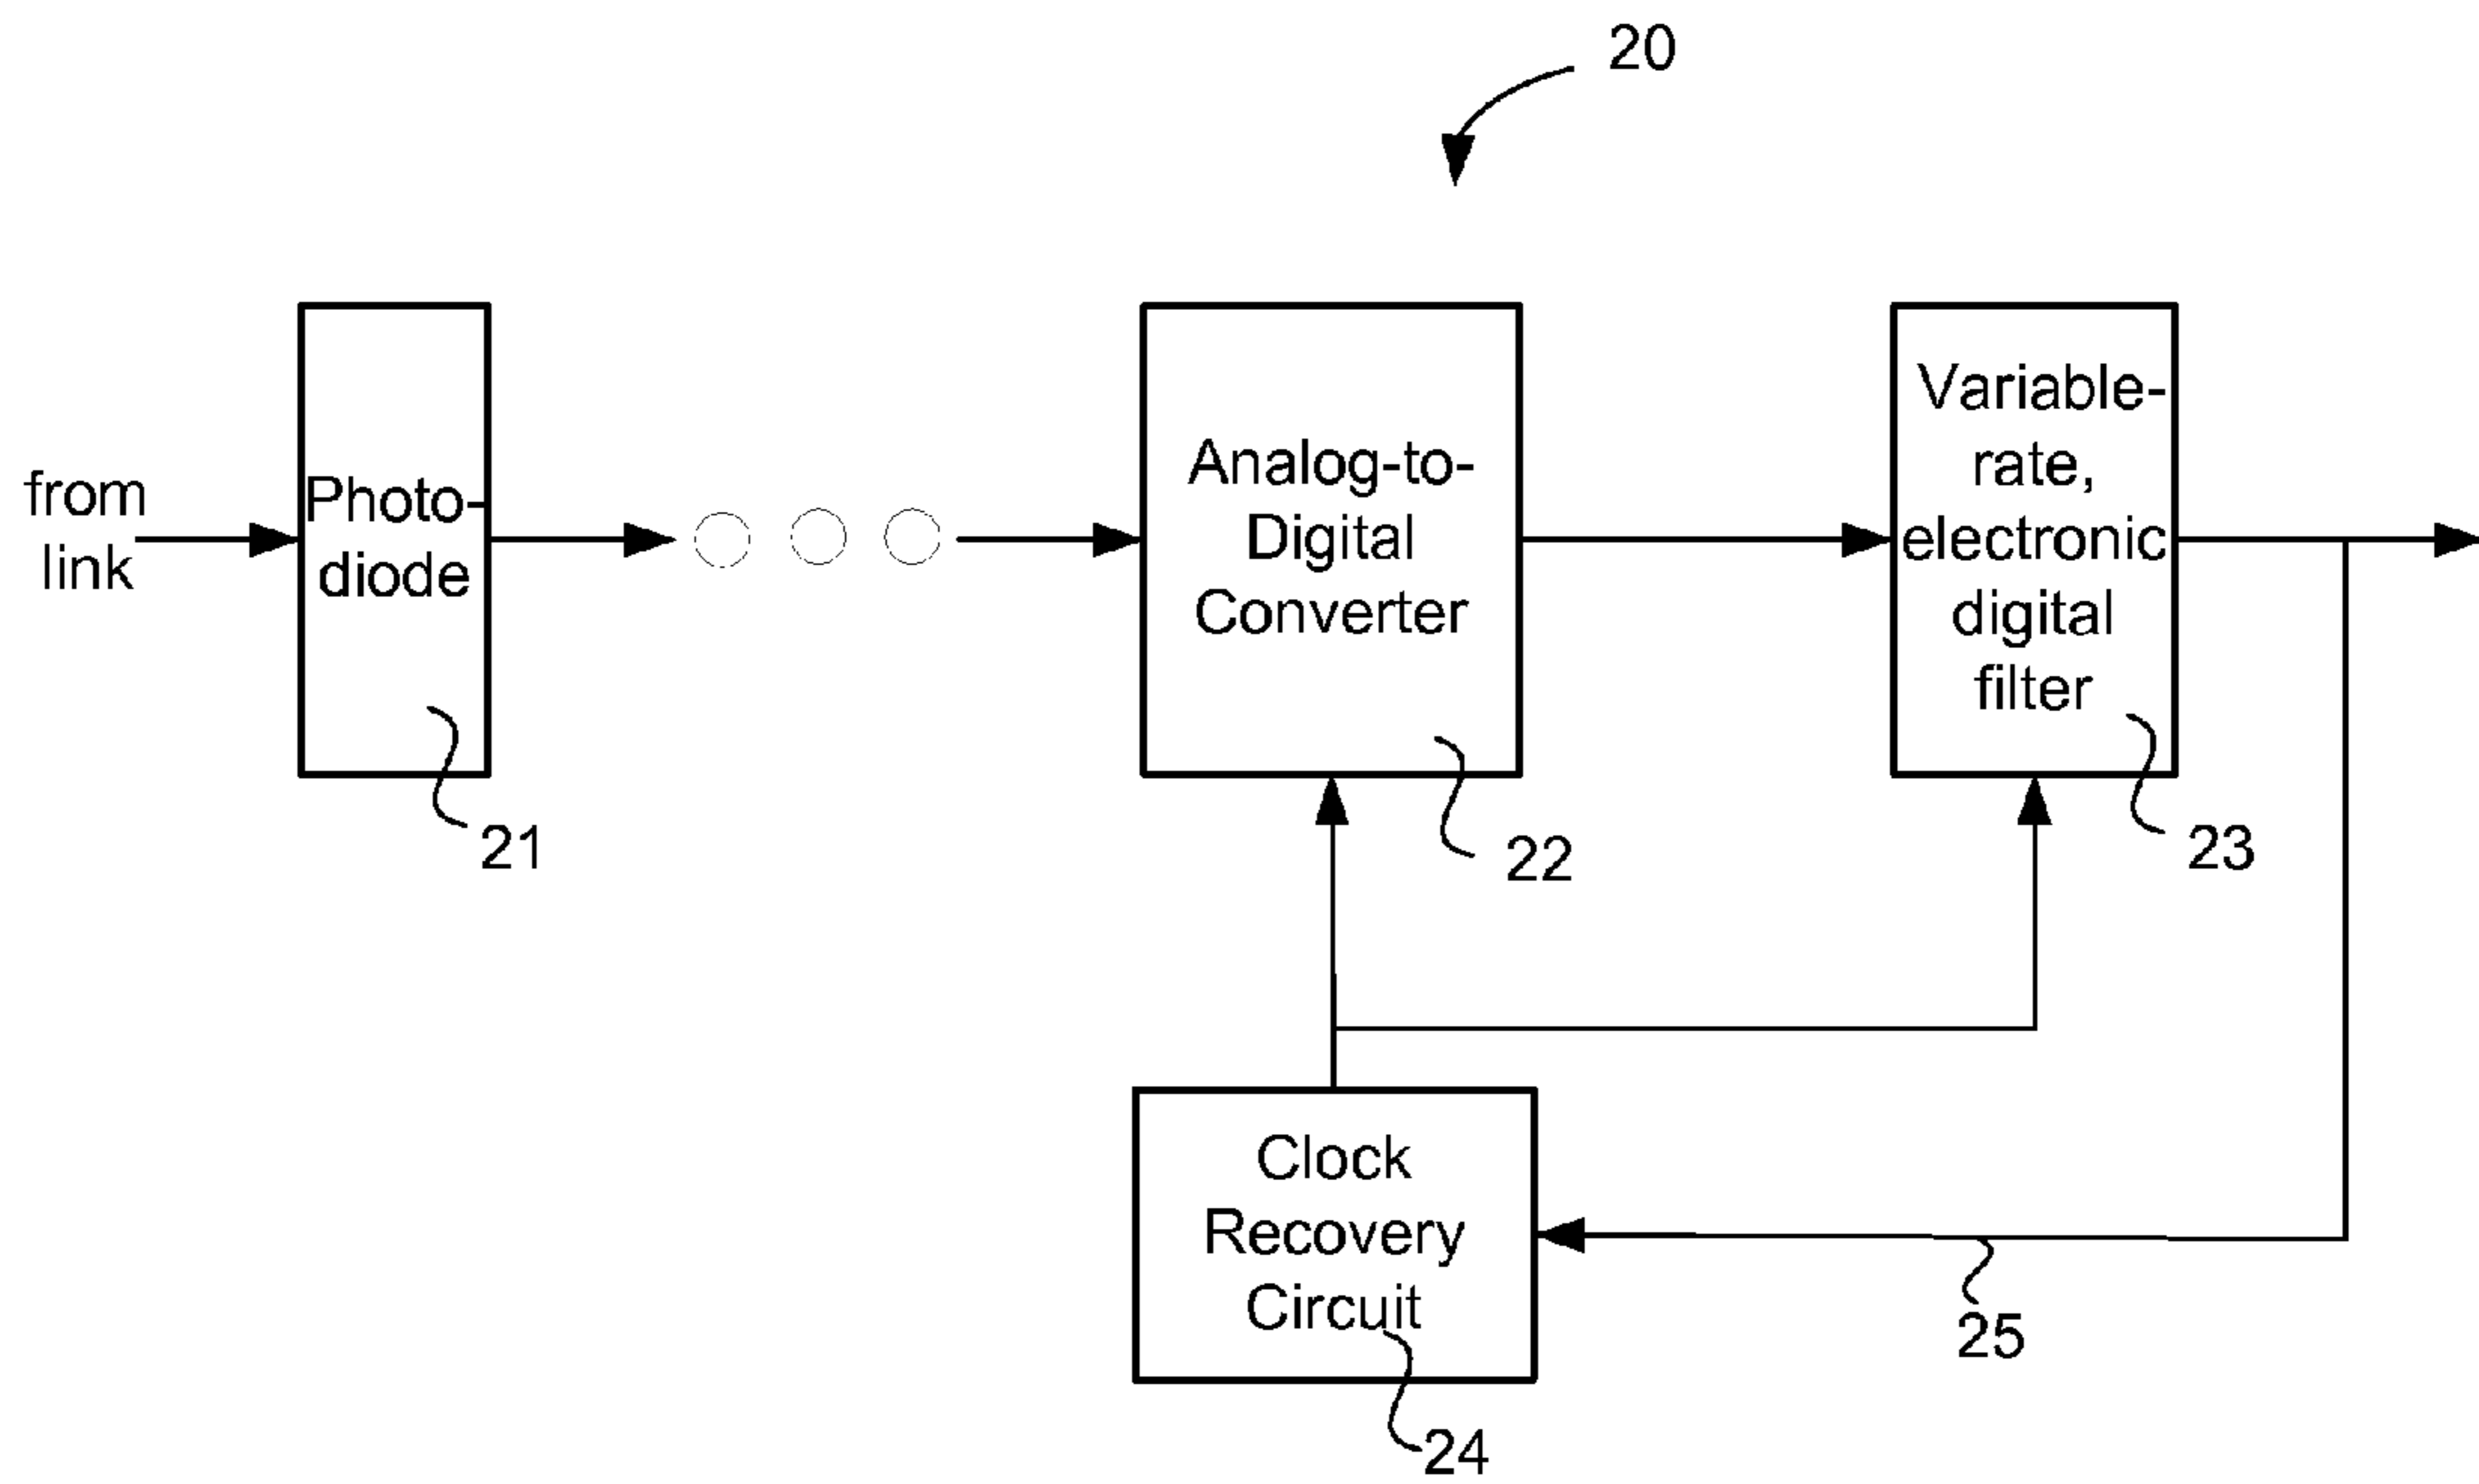 20
from
link
Photo-
diode
21
Analog-to-
Digital
Converter
22
Variable-
rate,
electronic
digital
filter
23
Clock
Recovery
Circuit
24
25